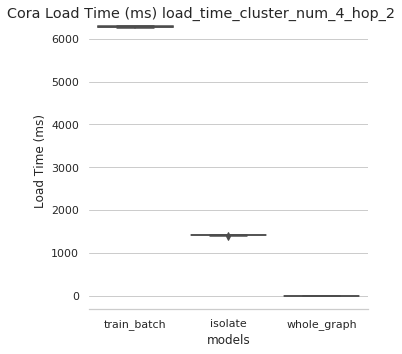 Cora Load Time (ms) load_time_cluster_num_4_hop_2
6000
5000
4000
3000
2000
1000
0
Load Time (ms)
train_batch isolate whole_graph
models